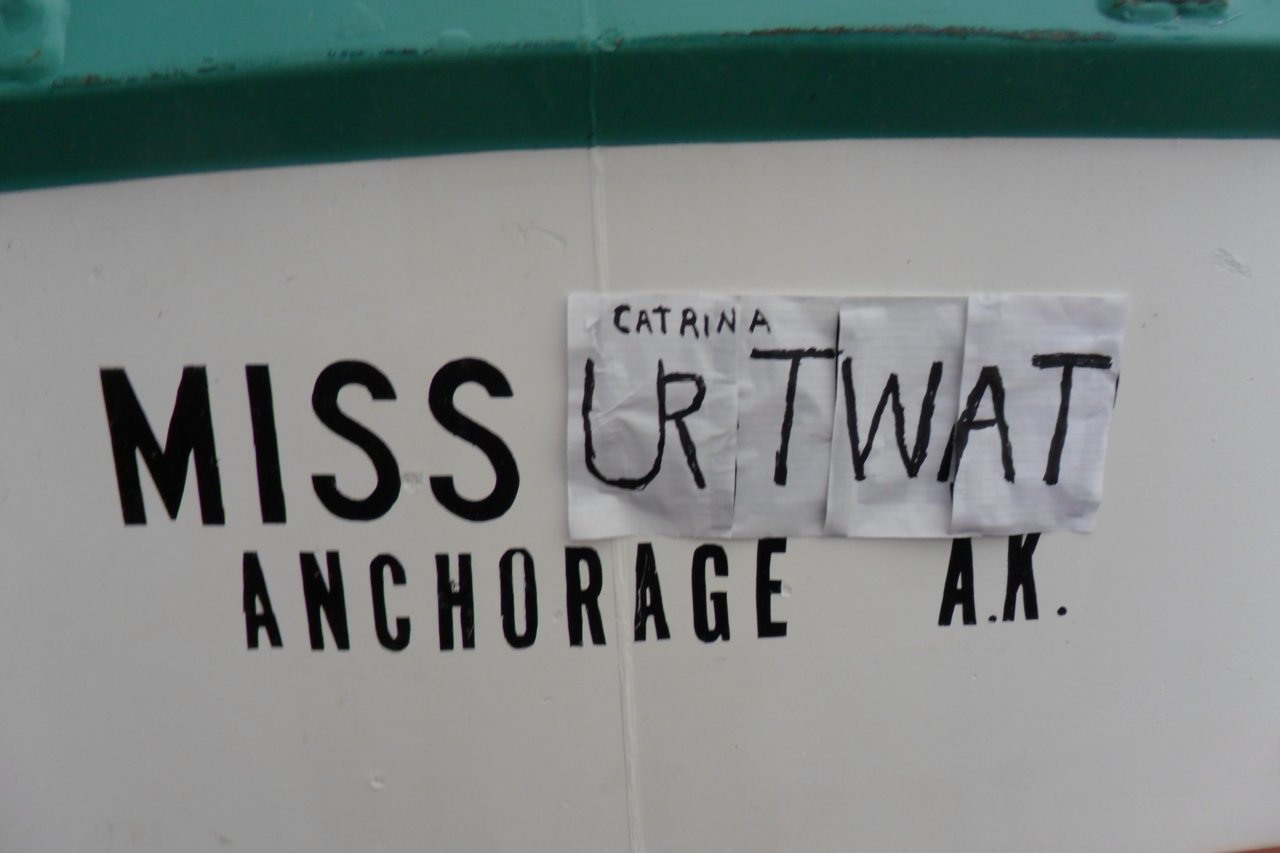 CATRINA
MISS UR TWAT
ANCHORAGE A.K.